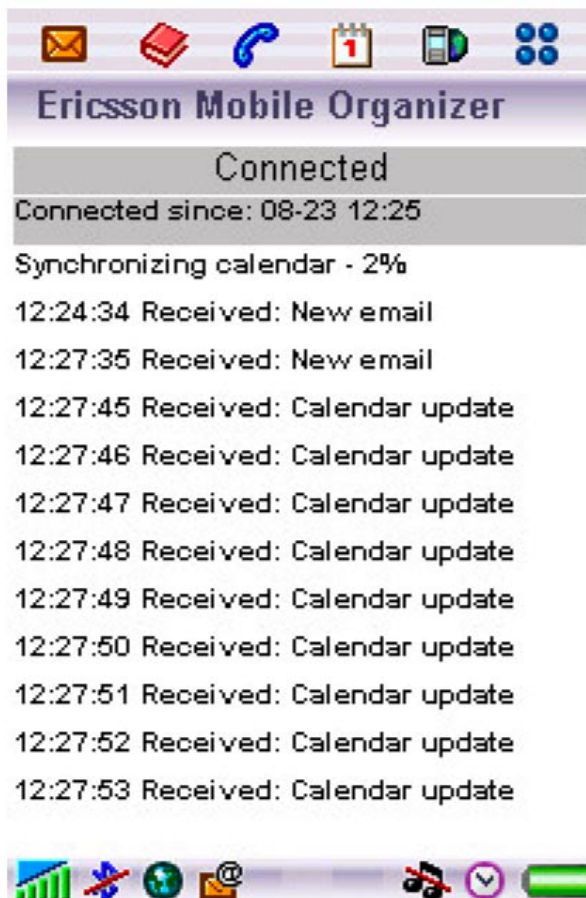 1
Ericsson Mobile Organizer
Connected
Connected since: 08-23 12:25
Synchronizing calendar - 2%
12:24:34 Received: New email
12:27:35 Received: New email
12:27:45 Received: Calendar update
12:27:46 Received: Calendar update
12:27:47 Received: Calendar update
12:27:48 Received: Calendar update
12:27:49 Received: Calendar update
12:27:50 Received: Calendar update
12:27:51 Received: Calendar update
12:27:52 Received: Calendar update
12:27:53 Received: Calendar update
@